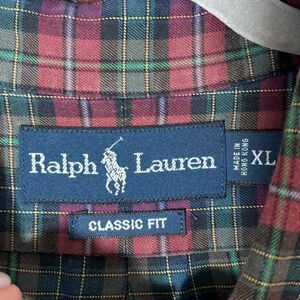 Ralph Lauren
MADE IN
HONG KONG
XL
CLASSIC FIT